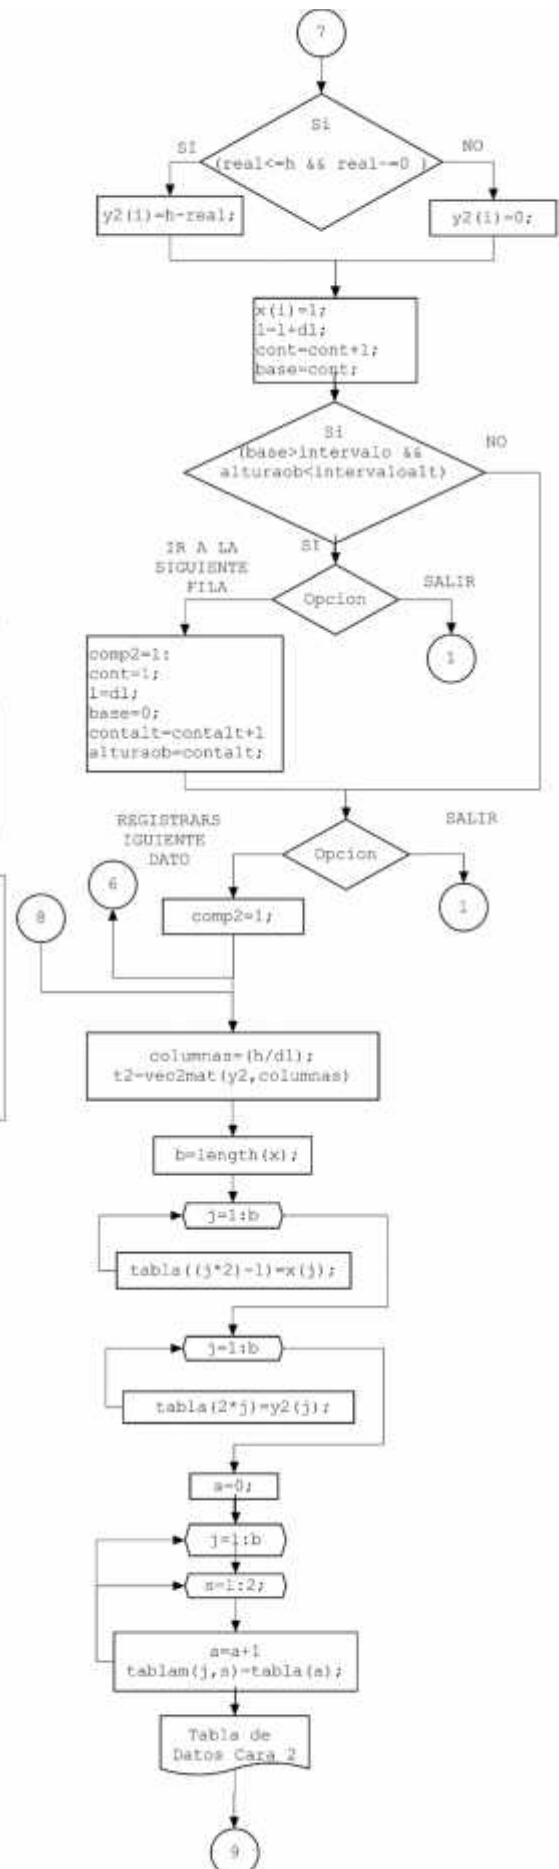 7
Si
SI
NO
(real<=h && real~=0 )
y2(i)=h-real;
y2(i)=0;
x(i)=l;
l=l+dl;
cont=cont+1;
base=cont;
Si
NO
(base>intervalo &&
alturaob<intervaloalt)
SI
IR A LA
SIGUIENTE
FILA
SALIR
Opcion
1
comp2=1:
cont=1;
l=dl;
base=0;
contalt=contalt+1
alturaob=contalt;
REGISTRARS
IGUIENTE
DATO
SALIR
Opcion
6
8
comp2=1;
1
columnas=(h/dl);
t2=vec2mat(y2,columnas)
b=length(x);
j=1:b
tabla((j*2)-1)=x(j);
j=1:b
tabla(2*j)=y2(j);
a=0;
j=1:b
s=1:2;
a=a+1
tablam(j,s)=tabla(a);
Tabla de
Datos Cara 2
9